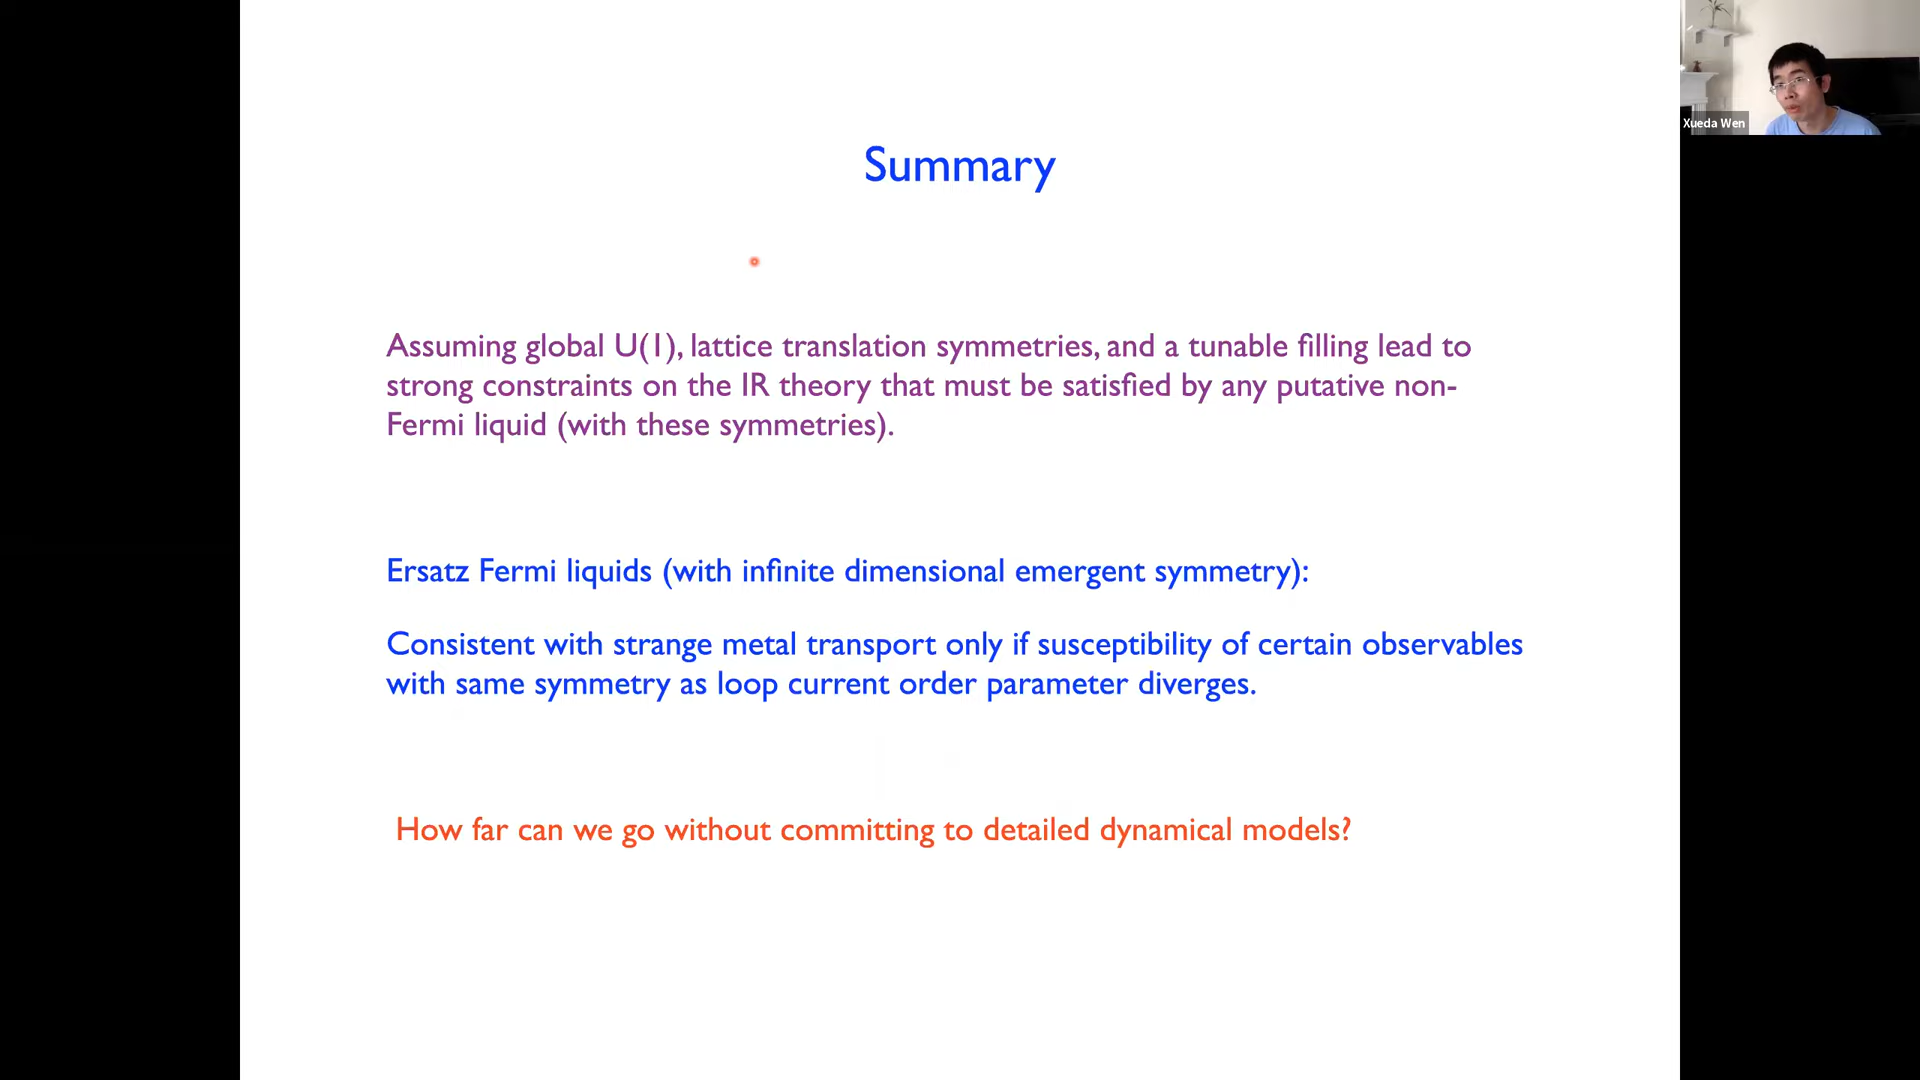 Xueda Wen
Summary
Assuming global U(1), lattice translation symmetries, and a tunable filling lead to
strong constraints on the IR theory that must be satisfied by any putative non-
Fermi liquid (with these symmetries).
Ersatz Fermi liquids (with infinite dimensional emergent symmetry):
Consistent with strange metal transport only if susceptibility of certain observables
with same symmetry as loop current order parameter diverges.
How far can we go without committing to detailed dynamical models?